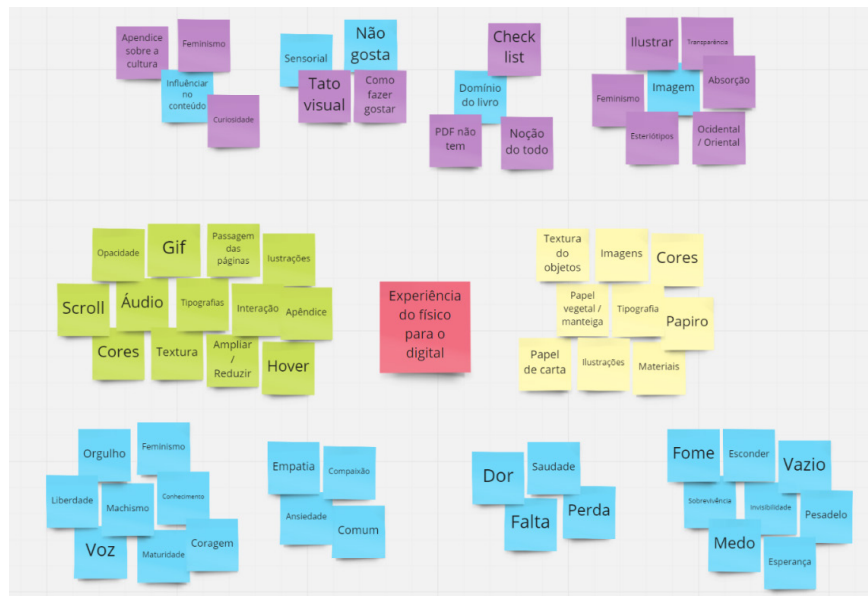 Apendice
sobre a
cultura
Feminismo
Influênciar
no
conteúdo
Curiosidade
Sensorial
Não
gosta
Tato
visual
Como
fazer
gostar
Check
list
Domínio
do livro
PDF não
tem
Noção
do todo
Ilustrar
Transparência
Feminismo
Imagem
Absorção
Esteriótipos
Ocidental
/ Oriental
Opacidade
Gif
Passagem
das
páginas
lustrações
Scroll
Áudio
Tipografias
Interação
Apêndice
Cores
Textura
Ampliar
/
Reduzir
Hover
Experiência
do físico
para o
digital
Textura
do
objetos
Imagens
Cores
Papel
vegetal /
manteiga
Tipografia
Papiro
Papel
de carta
Ilustrações
Materiais
Orgulho
Feminismo
Liberdade
Machismo
Conhecimento
Voz
Maturidade
Coragem
Empatia
Compaixão
Ansiedade
Comum
Dor
Saudade
Falta
Perda
Fome
Esconder
Vazio
Sobrevivência
Invisibilidade
Pesadelo
Medo
Esperança